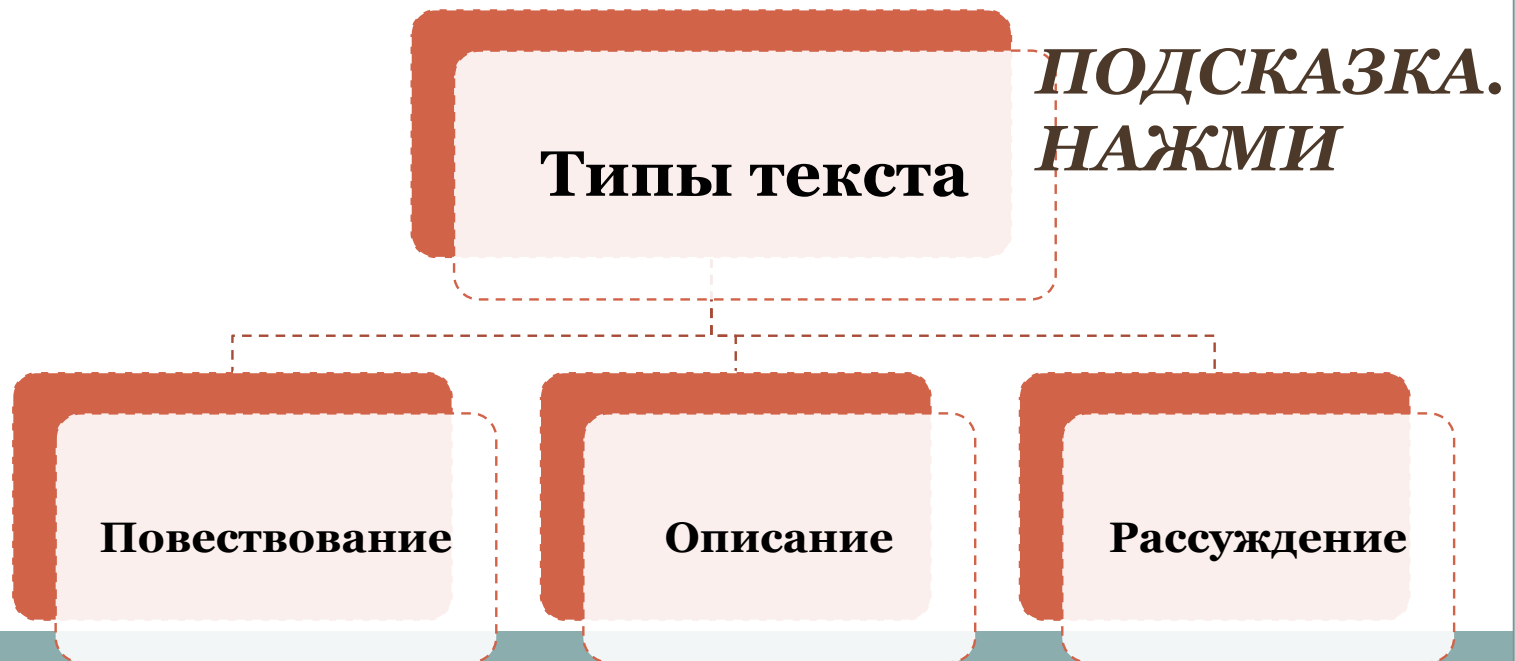 ПОДСКАЗКА.
НАЖМИ
Типы текста
Повествование
Описание
Рассуждение